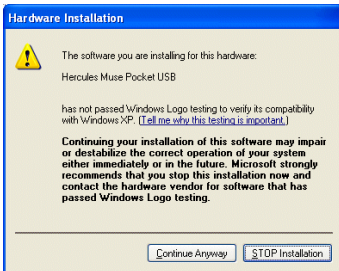 Hardware Installation
The software you are installing for this hardware:
Hercules Muse Pocket USB
has not passed Windows Logo testing to verify its compatibility
with Windows XP. (Tell me why this testing is important.)
Continuing your installation of this software may impair
or destabilize the correct operation of your system
either immediately or in the future. Microsoft strongly
recommends that you stop this installation now and
contact the hardware vendor for software that has
passed Windows Logo testing.
Continue Anyway
STOP Installation